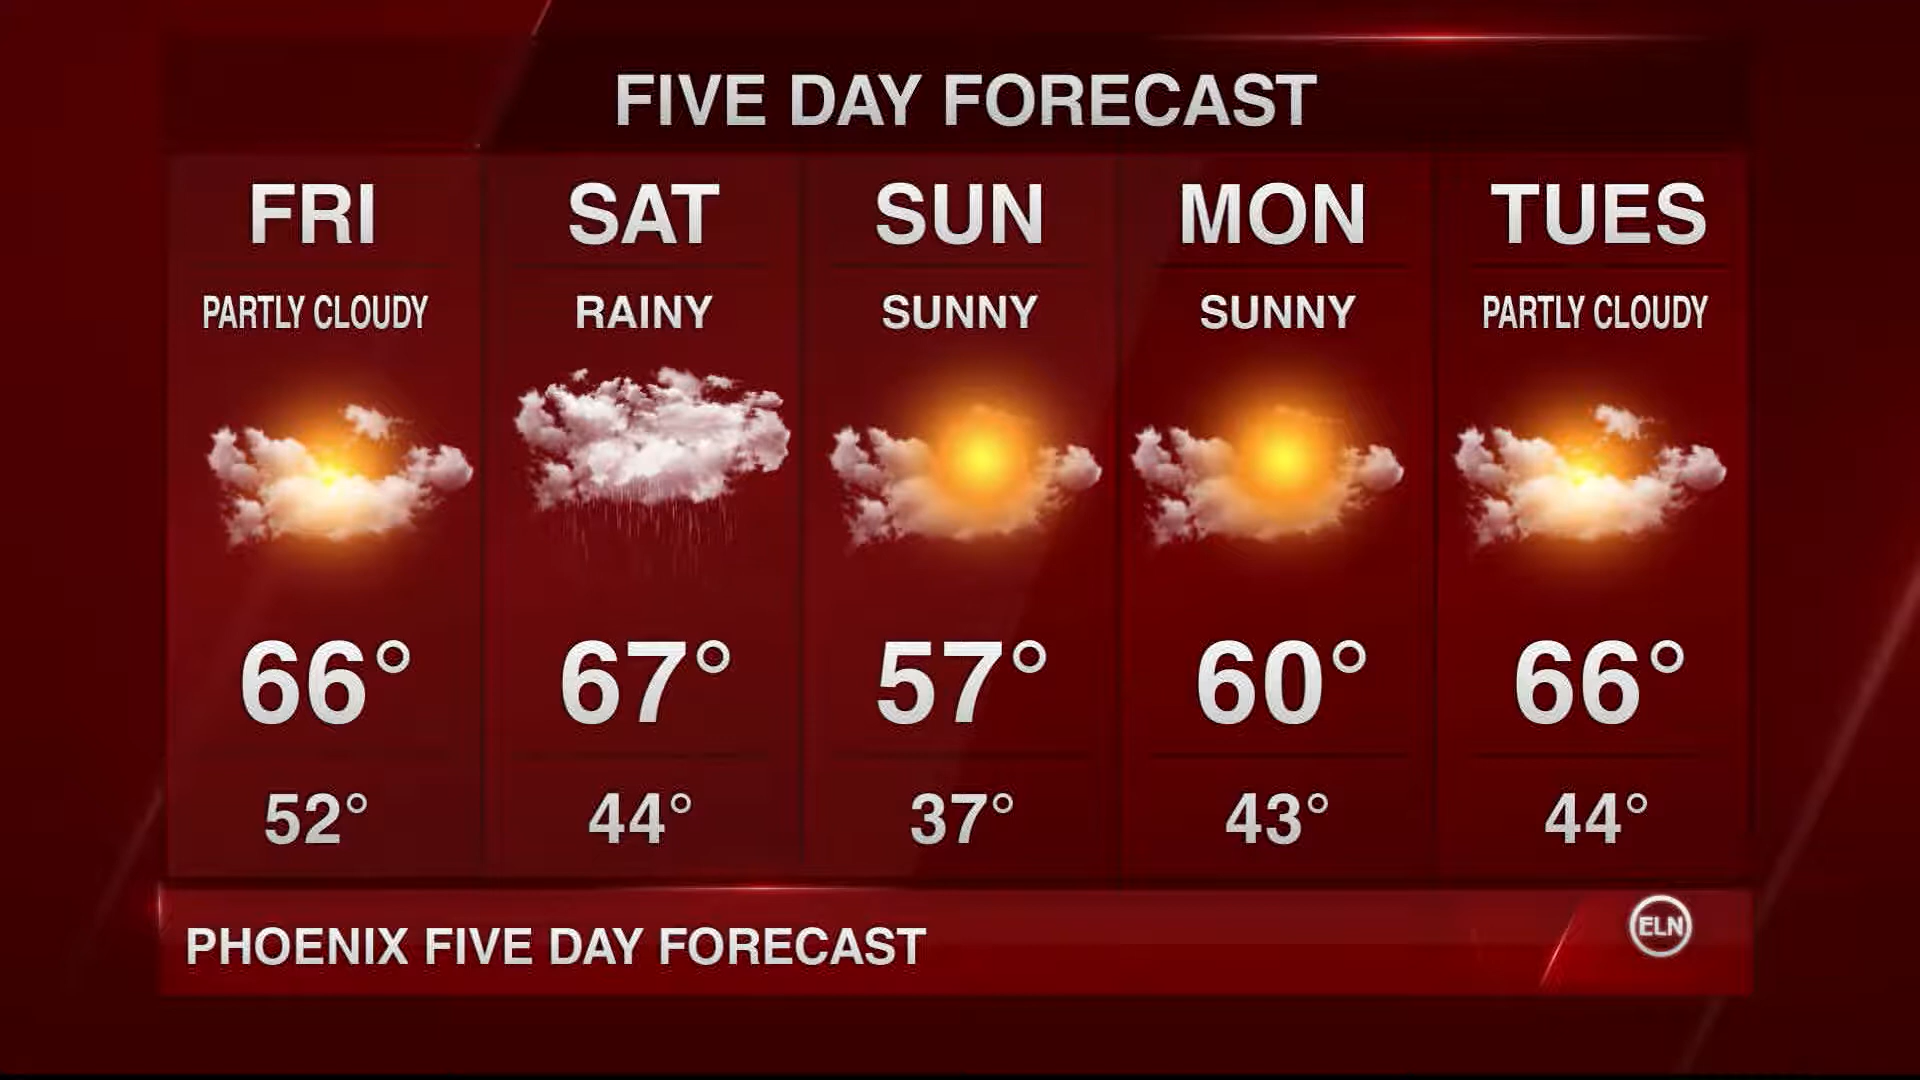 FIVE DAY FORECAST
FRI SAT SUN MON TUES
PARTLY CLOUDY RAINY SUNNY SUNNY PARTLY CLOUDY
66° 67° 57° 60° 66°
52° 44° 37° 43° 44°
PHOENIX FIVE DAY FORECAST
ELN